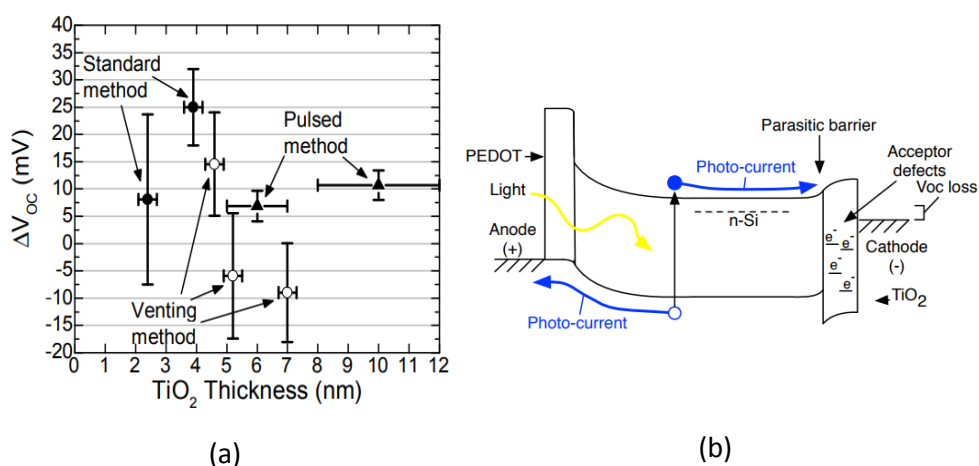 40
35
30
25
20
15
10
5
0
-5
-10
-15
-20
ΔV_OC (mV)
Standard
method
Pulsed
method
Venting
method
0 1 2 3 4 5 6 7 8 9 10 11 12
TiO₂ Thickness (nm)
(a)
PEDOT
Light
Anode
(+)
Photo-current
Parasitic barrier
Photo-current
n-Si
Acceptor
defects
Voc loss
e⁻ e⁻
e⁻
e⁻
e⁻
Cathode
(-)
TiO₂
(b)